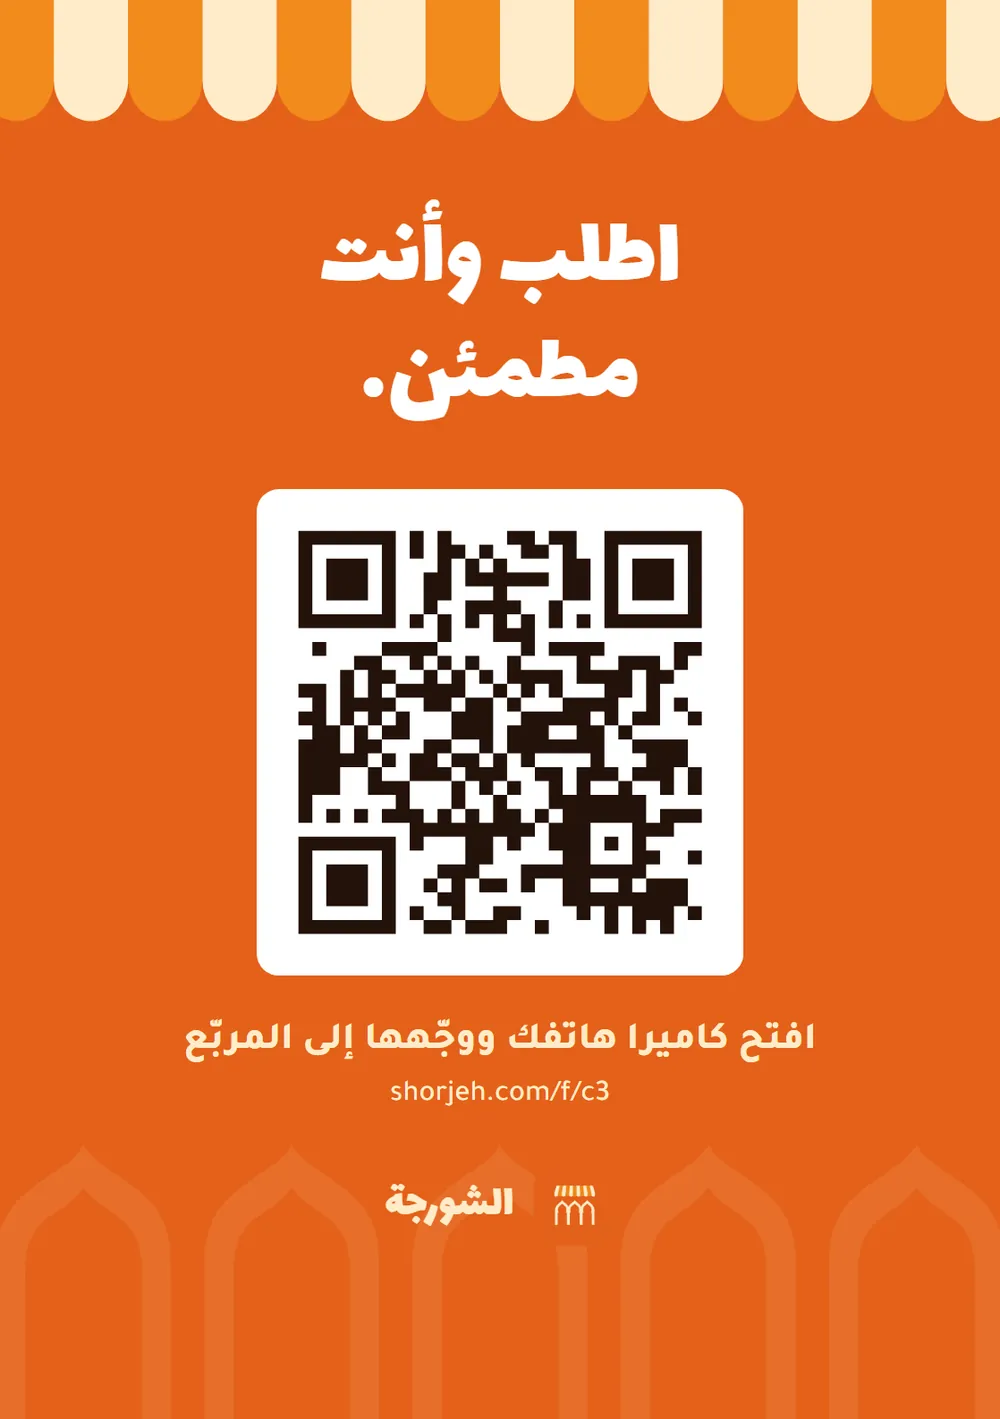 اطلب وأنت
مطمئن.
افتح كاميرا هاتفك ووجّهها إلى المربّع
shorjeh.com/f/c3
الشورجة